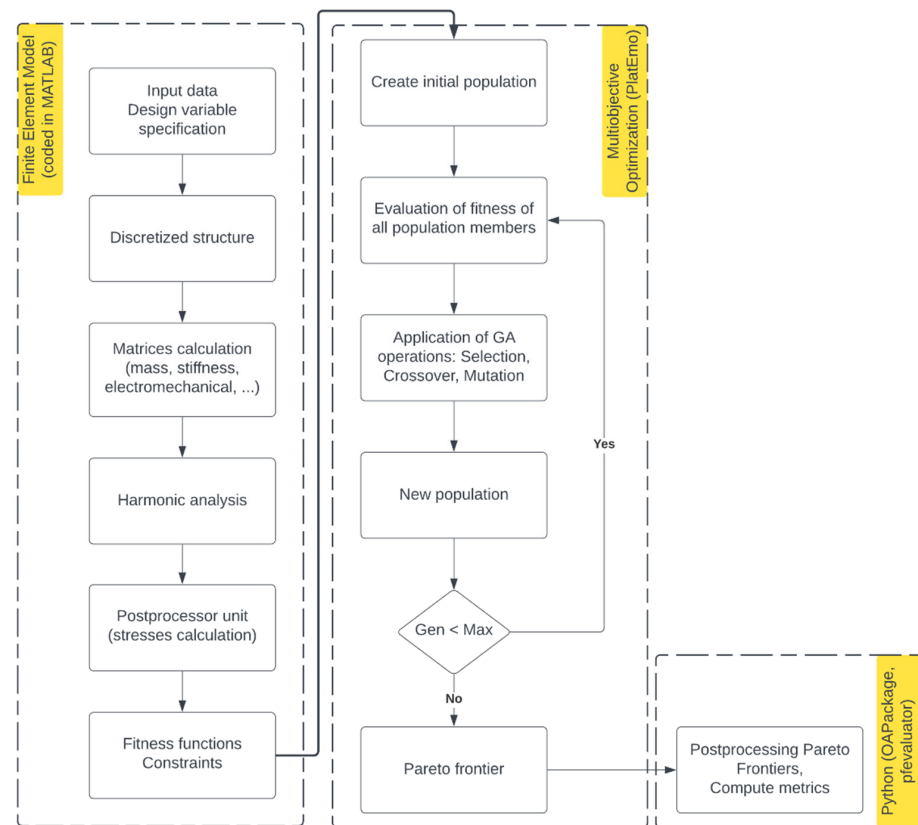 Finite Element Model
(coded in MATLAB)
Input data
Design variable
specification
Discretized structure
Matrices calculation
(mass, stiffness,
electromechanical, ...)
Harmonic analysis
Postprocessor unit
(stresses calculation)
Fitness functions
Constraints
Multiobjective
Optimization (PlatEmo)
Create initial population
Evaluation of fitness of
all population members
Application of GA
operations: Selection,
Crossover, Mutation
New population
Gen < Max
Yes
No
Pareto frontier
Python (OAPackage,
pfevaluator)
Postprocessing Pareto
Frontiers,
Compute metrics